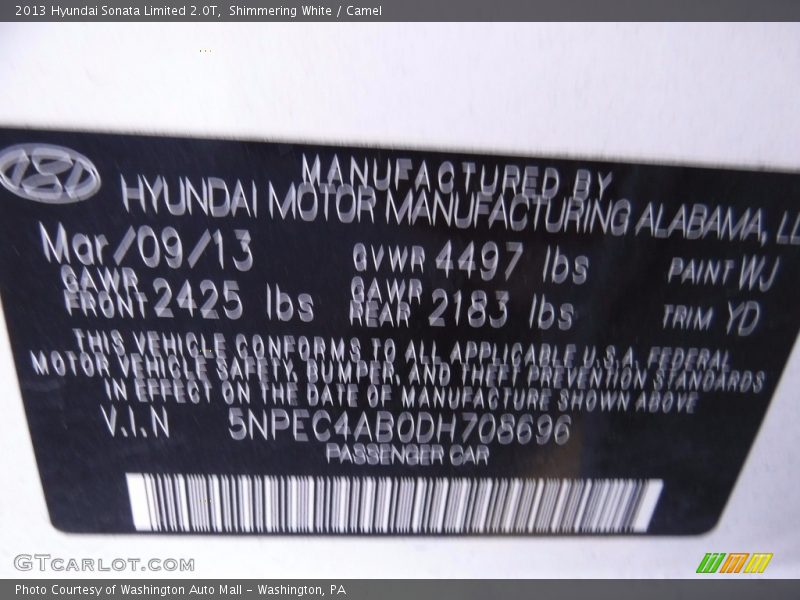 2013 Hyundai Sonata Limited 2.0T,  Shimmering White / Camel
MANUFACTURED BY
HYUNDAI MOTOR MANUFACTURING ALABAMA, LL
Mar/09/13 GVWR 4497 lbs PAINT WJ
GAWR FRONT 2425 lbs GAWR REAR 2183 lbs TRIM YD
THIS VEHICLE CONFORMS TO ALL APPLICABLE U.S.A. FEDERAL
MOTOR VEHICLE SAFETY, BUMPER, AND THEFT PREVENTION STANDARDS
IN EFFECT ON THE DATE OF MANUFACTURE SHOWN ABOVE
V.I.N 5NPEC4AB0DH708696
PASSENGER CAR
GTCARLOT.COM
Photo Courtesy of Washington Auto Mall - Washington, PA